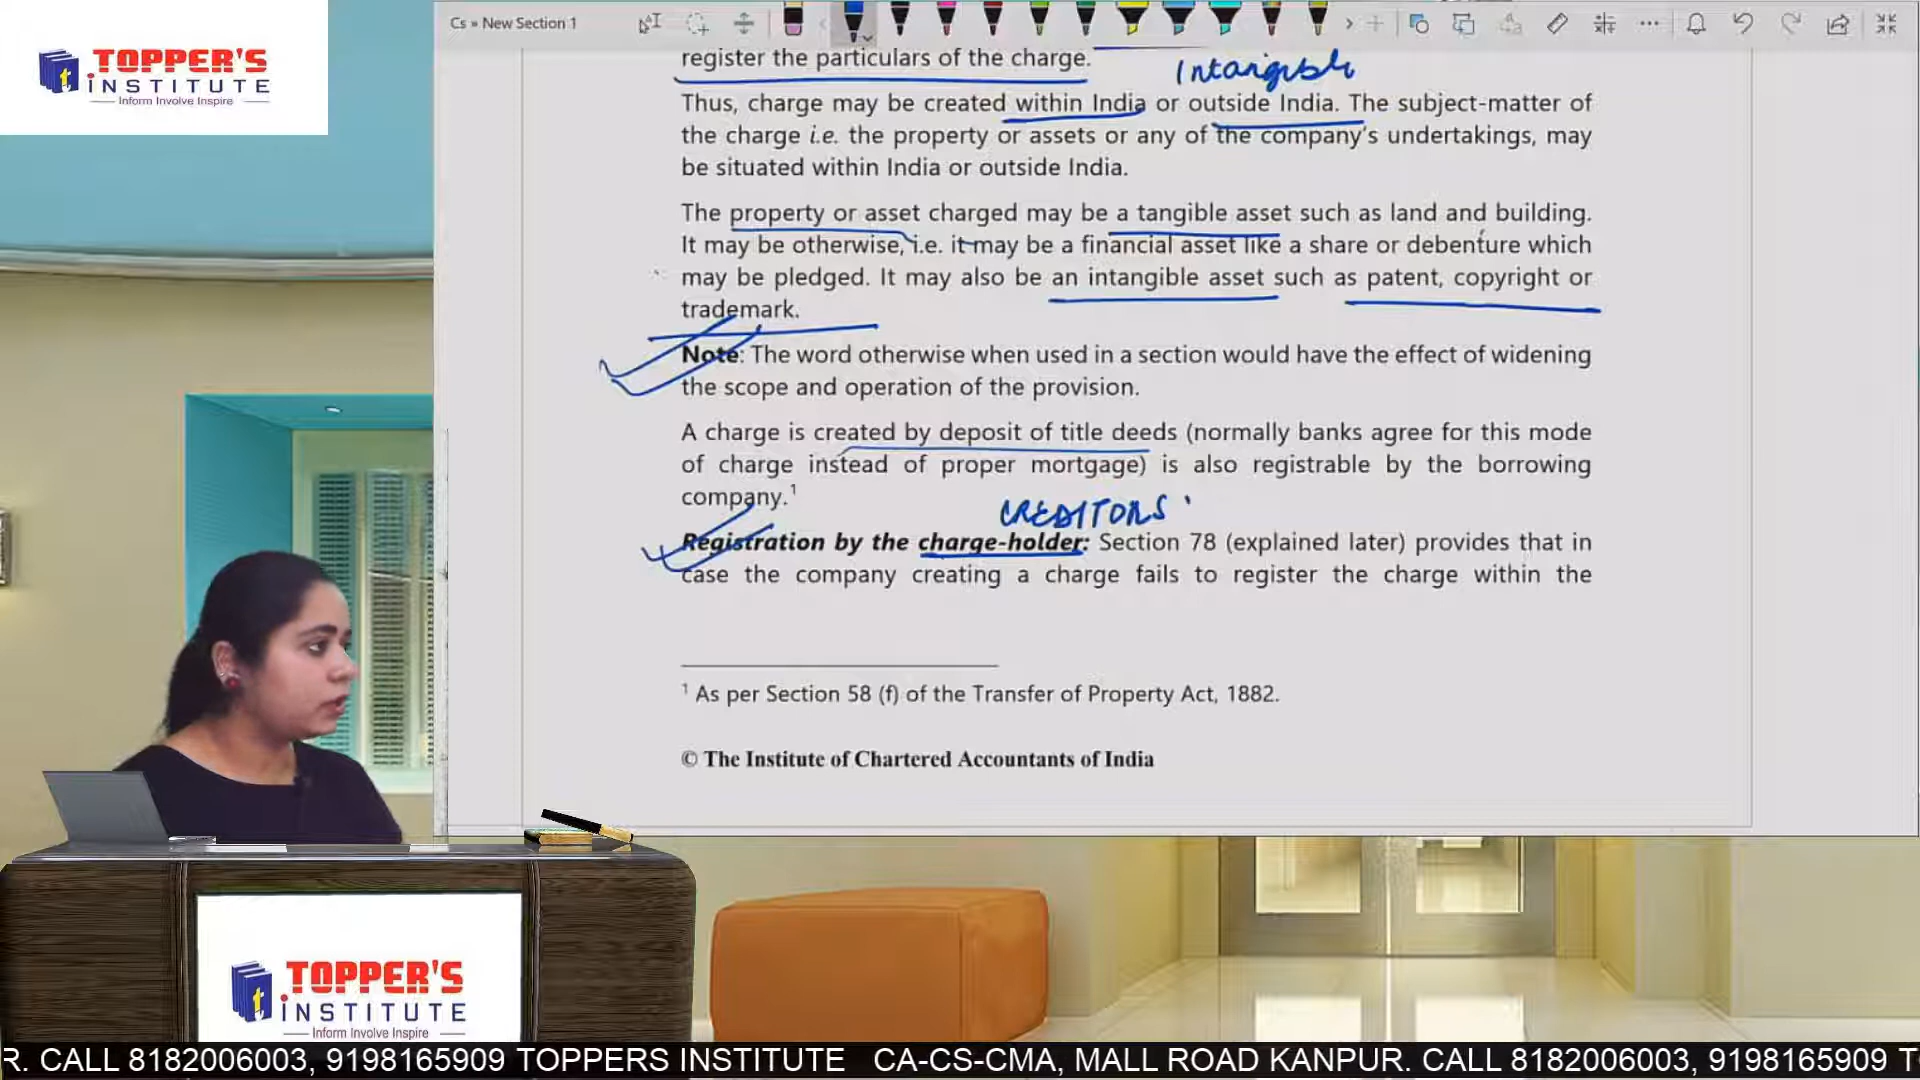 Cs » New Section 1
TOPPER'S
iNSTITUTE
Inform Involve Inspire
register the particulars of the charge.
Intangible
Thus, charge may be created within India or outside India. The subject-matter of
the charge i.e. the property or assets or any of the company's undertakings, may
be situated within India or outside India.
The property or asset charged may be a tangible asset such as land and building.
It may be otherwise, i.e. it may be a financial asset like a share or debenture which
may be pledged. It may also be an intangible asset such as patent, copyright or
trademark.
Note: The word otherwise when used in a section would have the effect of widening
the scope and operation of the provision.
A charge is created by deposit of title deeds (normally banks agree for this mode
of charge instead of proper mortgage) is also registrable by the borrowing
company.¹
CREDITORS
Registration by the charge-holder: Section 78 (explained later) provides that in
case the company creating a charge fails to register the charge within the
¹ As per Section 58 (f) of the Transfer of Property Act, 1882.
© The Institute of Chartered Accountants of India
TOPPER'S
iNSTITUTE
Inform Involve Inspire
R. CALL 8182006003, 9198165909 TOPPERS INSTITUTE CA-CS-CMA, MALL ROAD KANPUR. CALL 8182006003, 9198165909 T